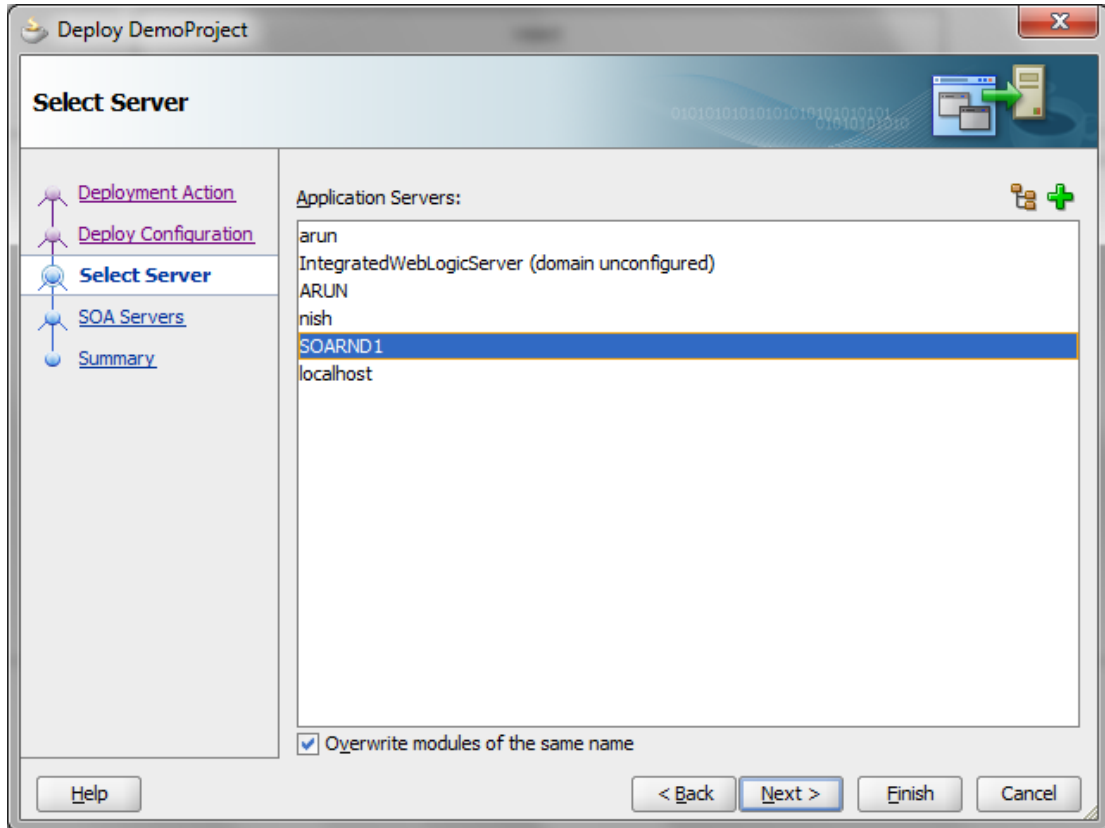 Deploy DemoProject
Select Server
Deployment Action
Deploy Configuration
Select Server
SOA Servers
Summary
Application Servers:
arun
IntegratedWebLogicServer (domain unconfigured)
ARUN
nish
SOARND1
localhost
Overwrite modules of the same name
Help
< Back
Next >
Finish
Cancel